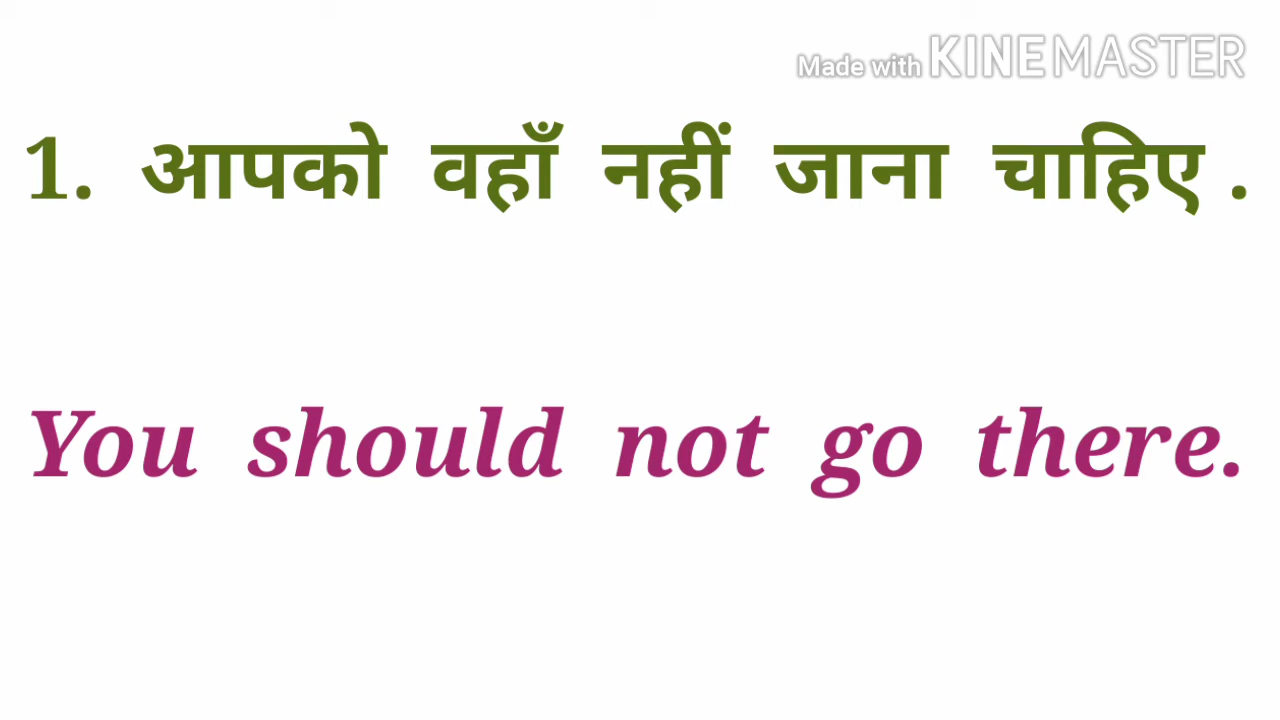 Made with KINEMASTER
1. आपको वहाँ नहीं जाना चाहिए .
You should not go there.